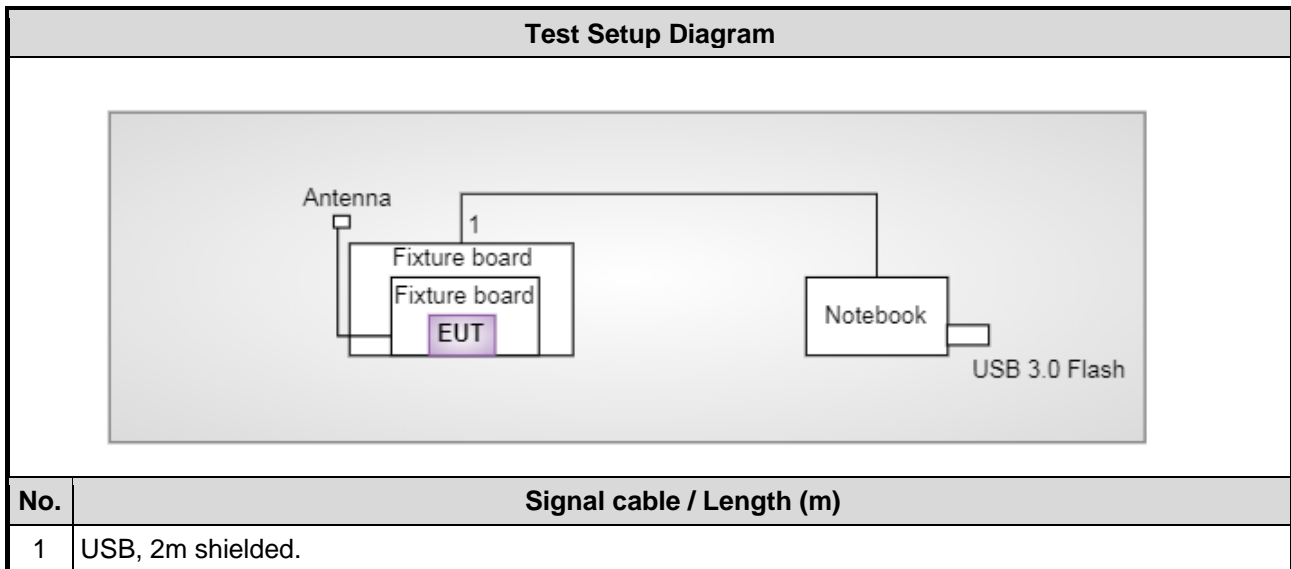 Test Setup Diagram
Antenna
1
Fixture board
Fixture board
EUT
Notebook
USB 3.0 Flash
No. Signal cable / Length (m)
1 USB, 2m shielded.